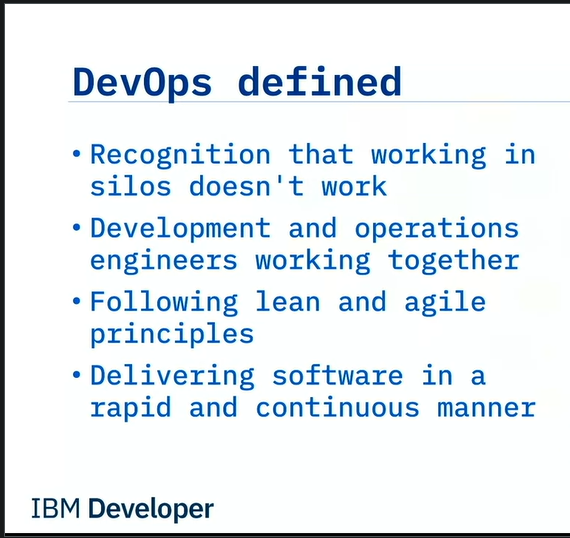 DevOps defined
• Recognition that working in
silos doesn't work
• Development and operations
engineers working together
• Following lean and agile
principles
• Delivering software in a
rapid and continuous manner
IBM Developer